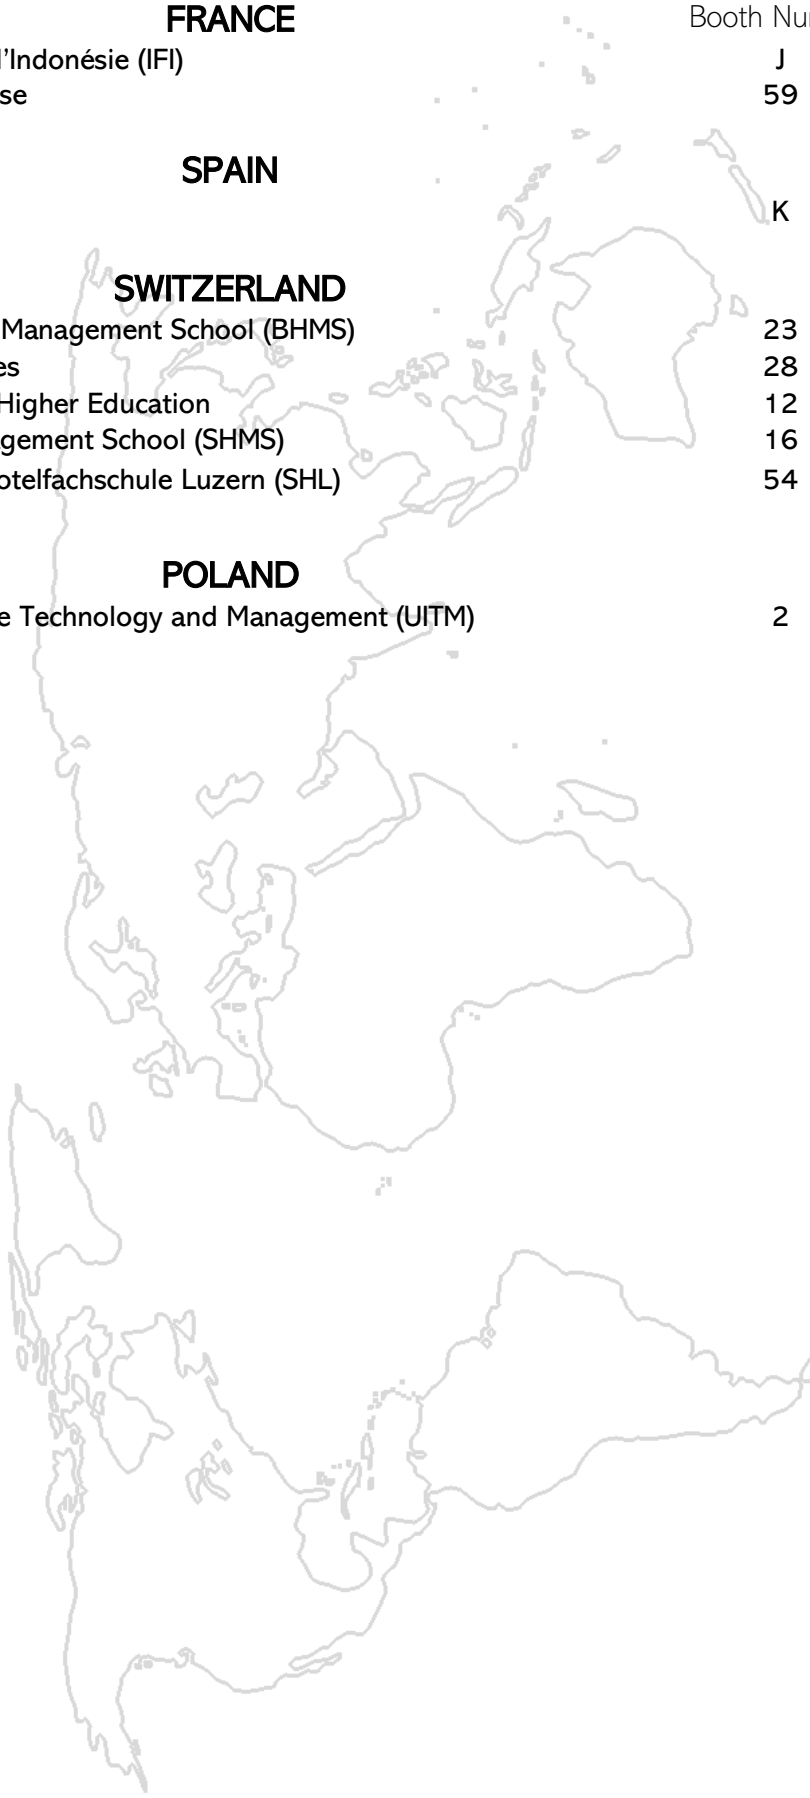 FRANCE Booth Nu
l'Indonésie (IFI) J
se 59
SPAIN
K
SWITZERLAND
Management School (BHMS) 23
es 28
Higher Education 12
gement School (SHMS) 16
otelfachschule Luzern (SHL) 54
POLAND
e Technology and Management (UITM) 2